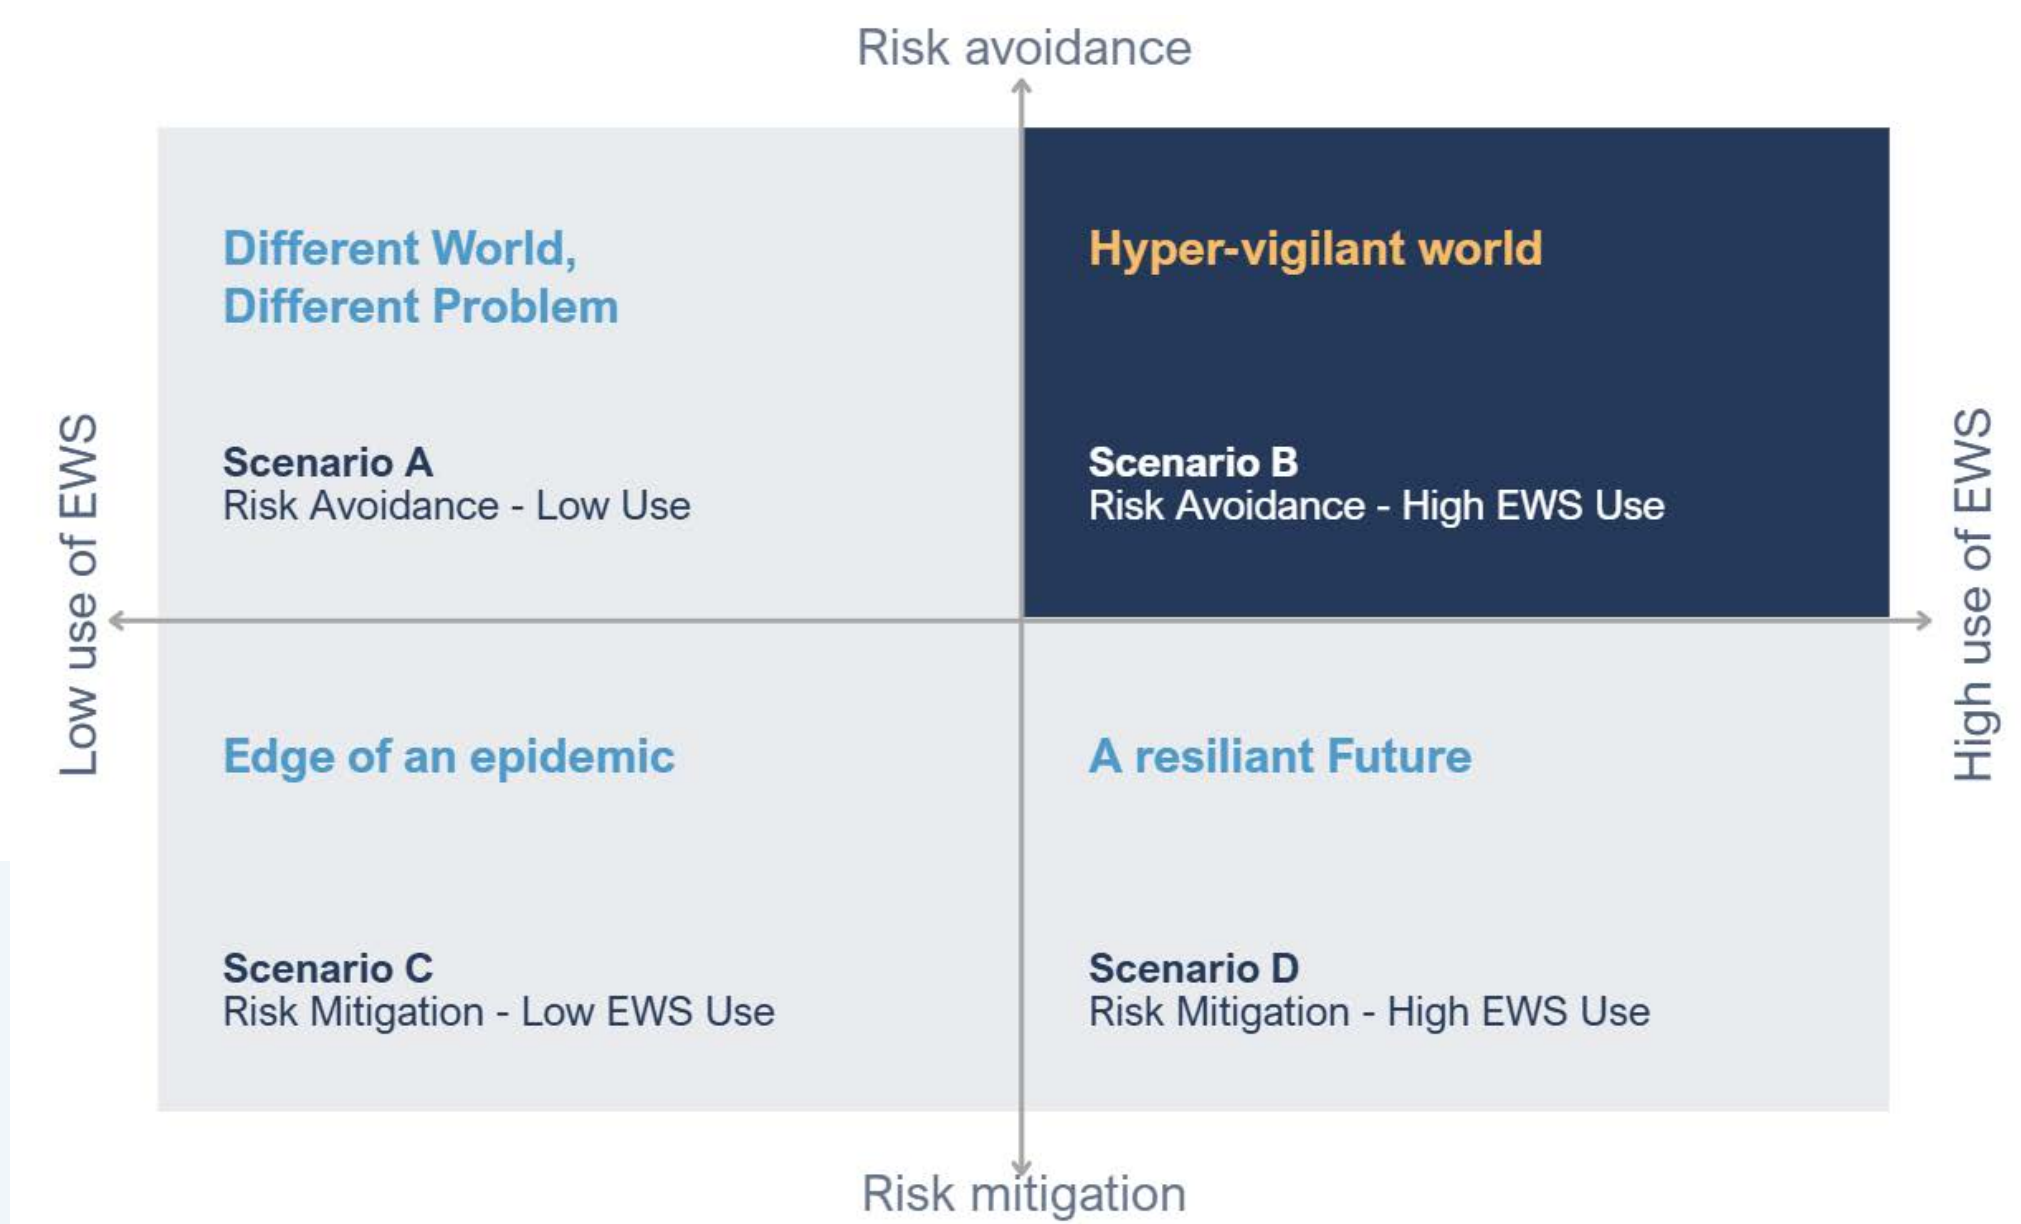 Risk avoidance
Low use of EWS
Different World,
Different Problem
Scenario A
Risk Avoidance - Low Use
Hyper-vigilant world
Scenario B
Risk Avoidance - High EWS Use
High use of EWS
Edge of an epidemic
Scenario C
Risk Mitigation - Low EWS Use
A resiliant Future
Scenario D
Risk Mitigation - High EWS Use
Risk mitigation